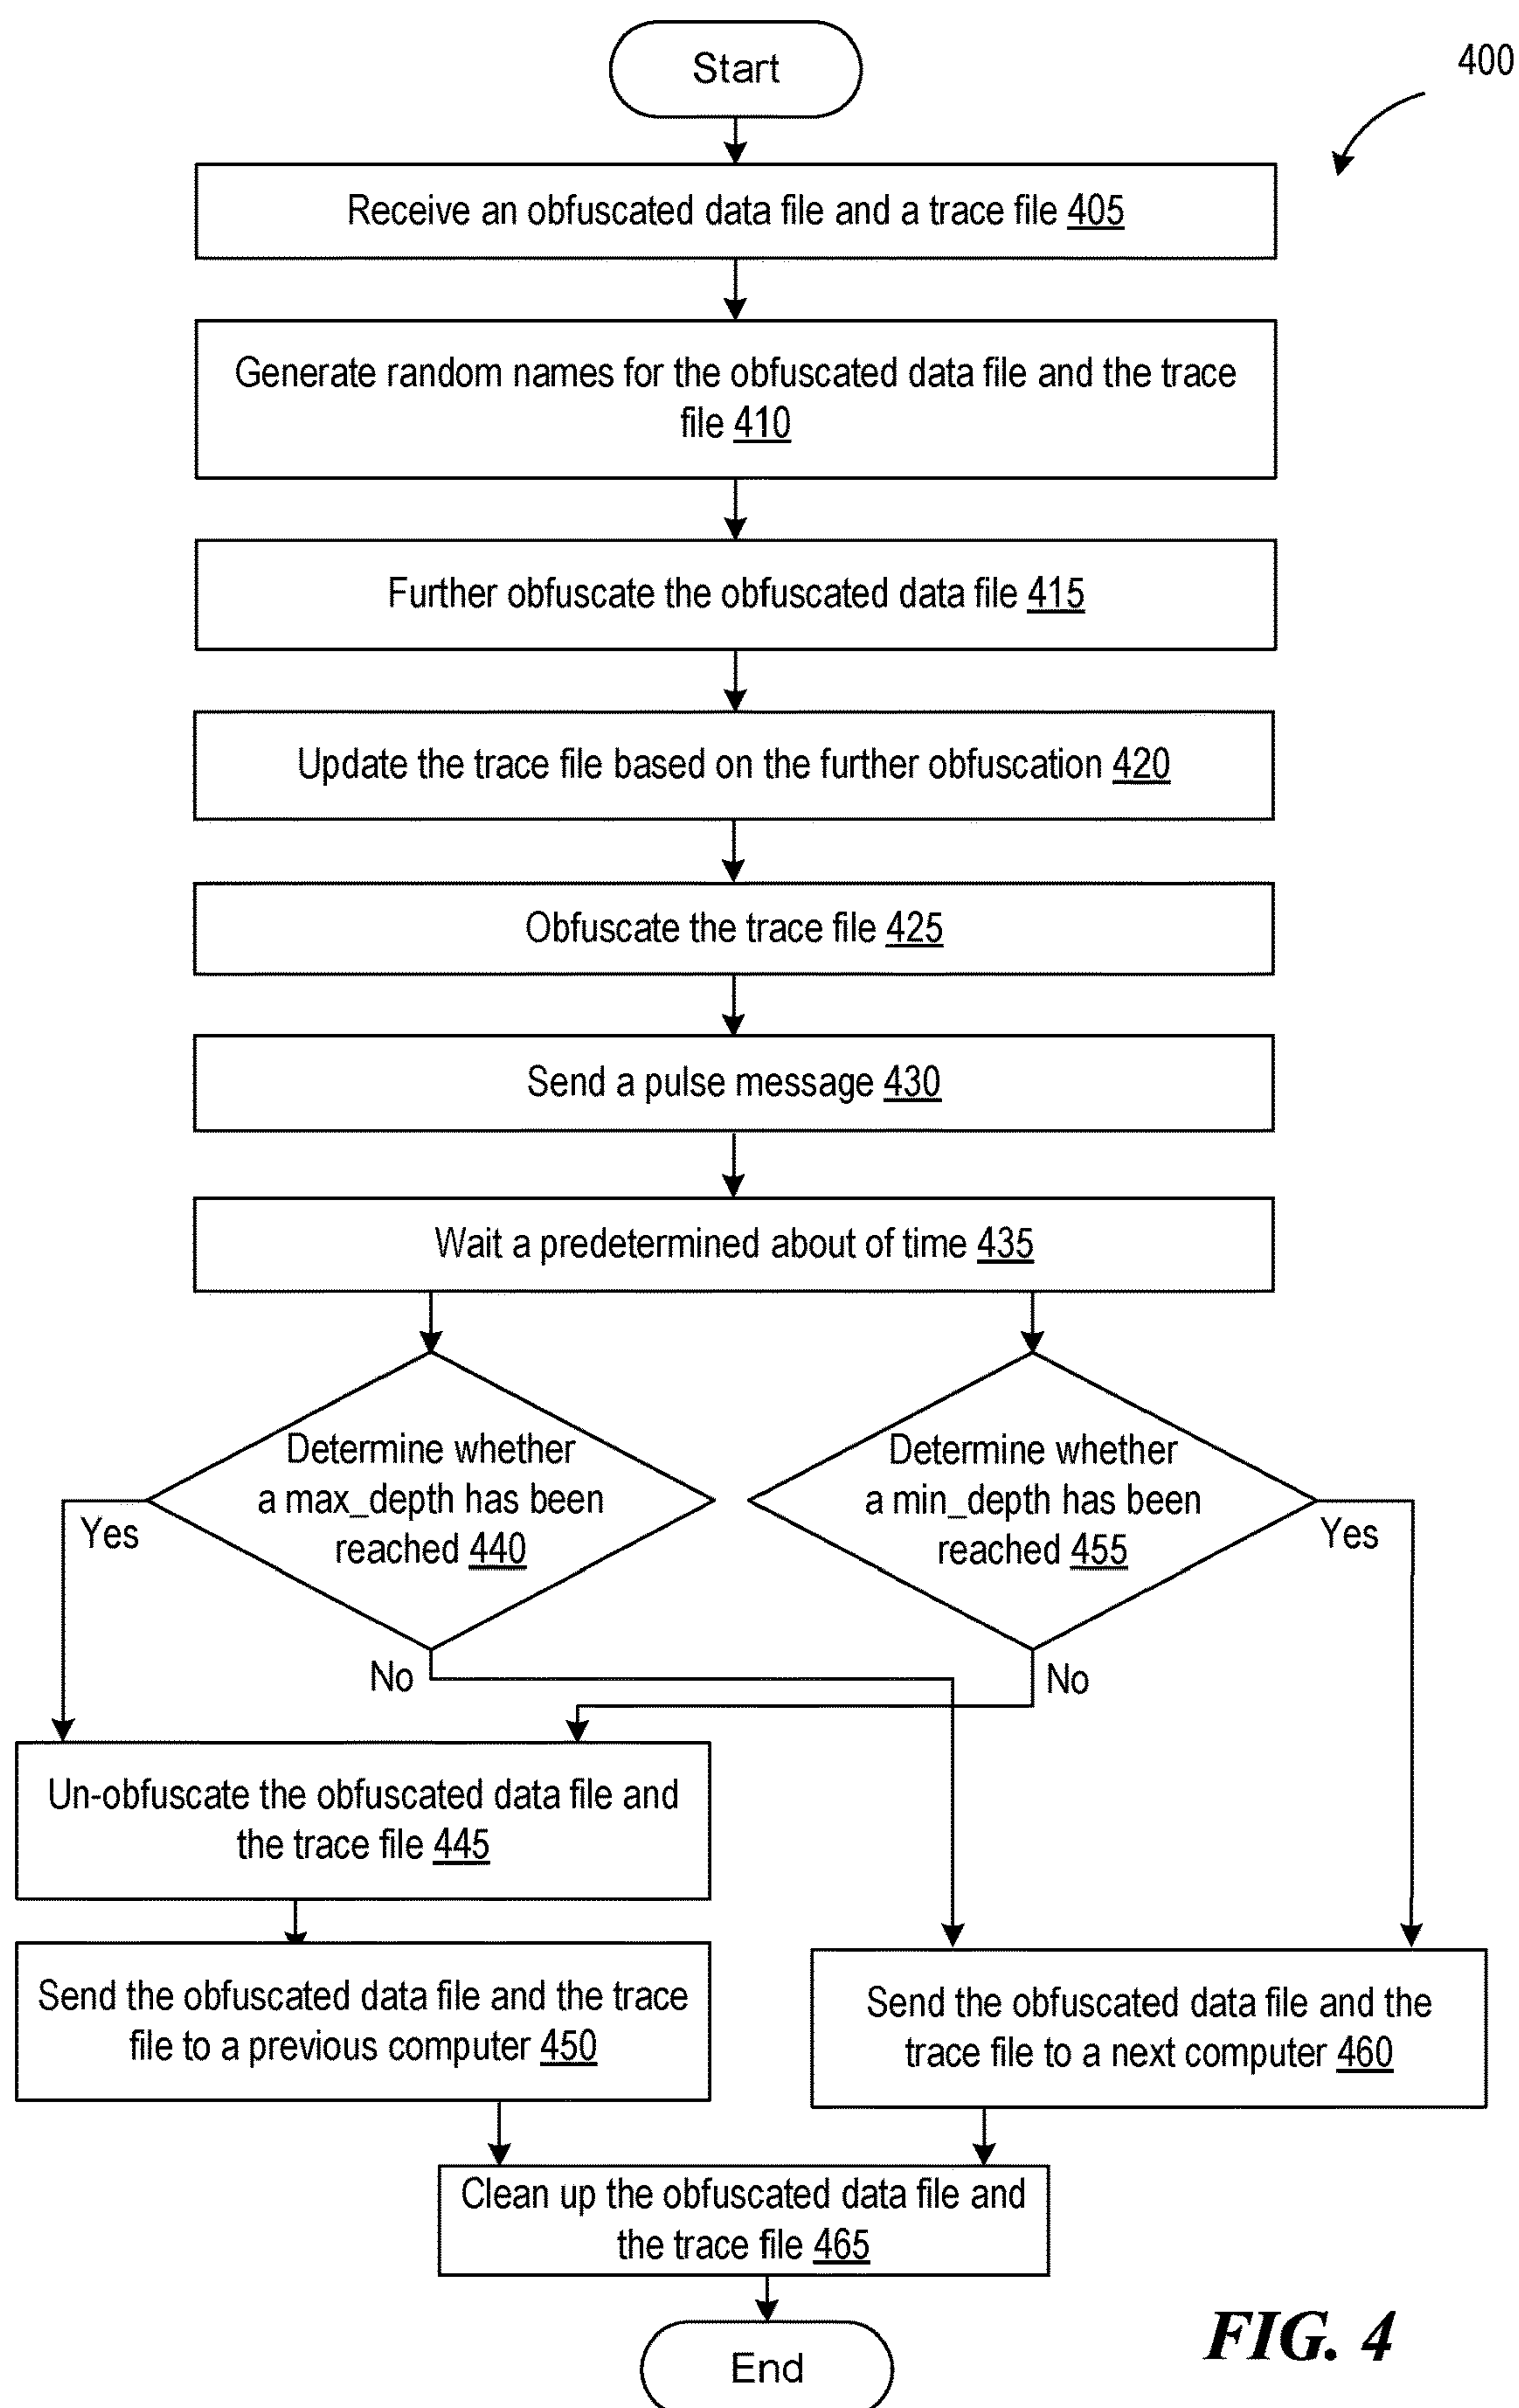 Start
400
Receive an obfuscated data file and a trace file 405
Generate random names for the obfuscated data file and the trace
file 410
Further obfuscate the obfuscated data file 415
Update the trace file based on the further obfuscation 420
Obfuscate the trace file 425
Send a pulse message 430
Wait a predetermined about of time 435
Determine whether
a max_depth has been
reached 440
Determine whether
a min_depth has been
reached 455
Yes
Yes
No
No
Un-obfuscate the obfuscated data file and
the trace file 445
Send the obfuscated data file and the trace
file to a previous computer 450
Send the obfuscated data file and the
trace file to a next computer 460
Clean up the obfuscated data file and
the trace file 465
End
FIG. 4